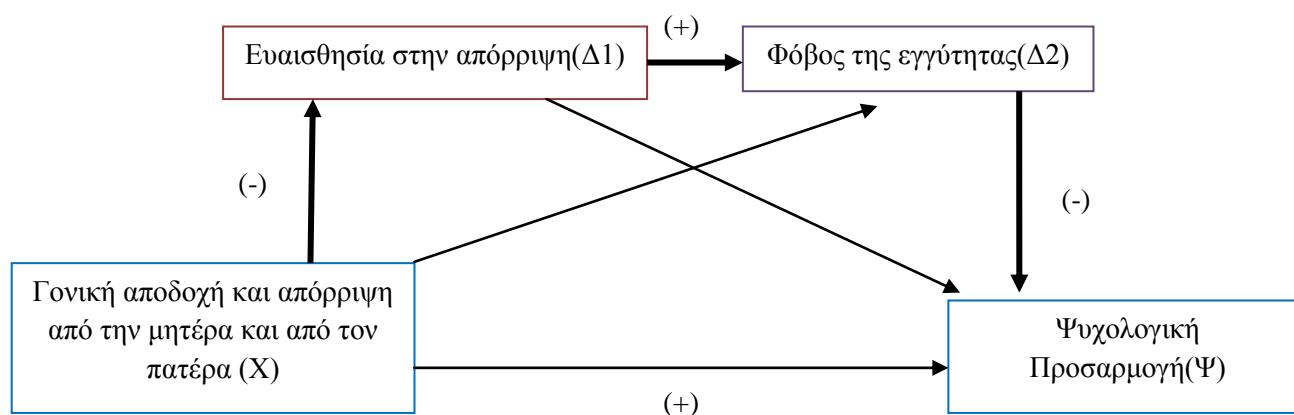 (+)
Ευαισθησία στην απόρριψη(Δ1)
Φόβος της εγγύτητας(Δ2)
(-)
(-)
Γονική αποδοχή και απόρριψη
από την μητέρα και από τον
πατέρα (Χ)
Ψυχολογική
Προσαρμογή(Ψ)
(+)